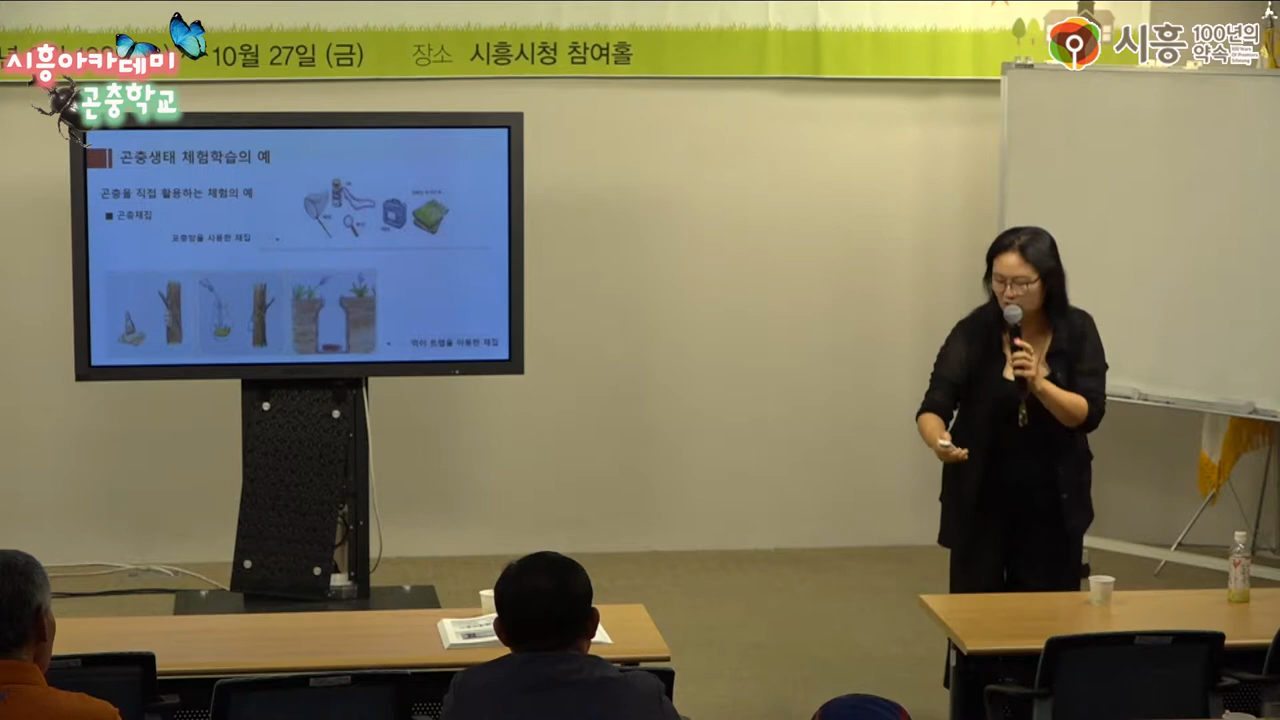 10월 27일 (금) 장소 시흥시청 참여홀
시흥아카데미
곤충학교
시흥 100년의 약속
곤충생태 체험학습의 예
곤충을 직접 활용하는 체험의 예
■ 곤충채집
포충망을 사용한 채집
먹이 트랩을 이용한 채집